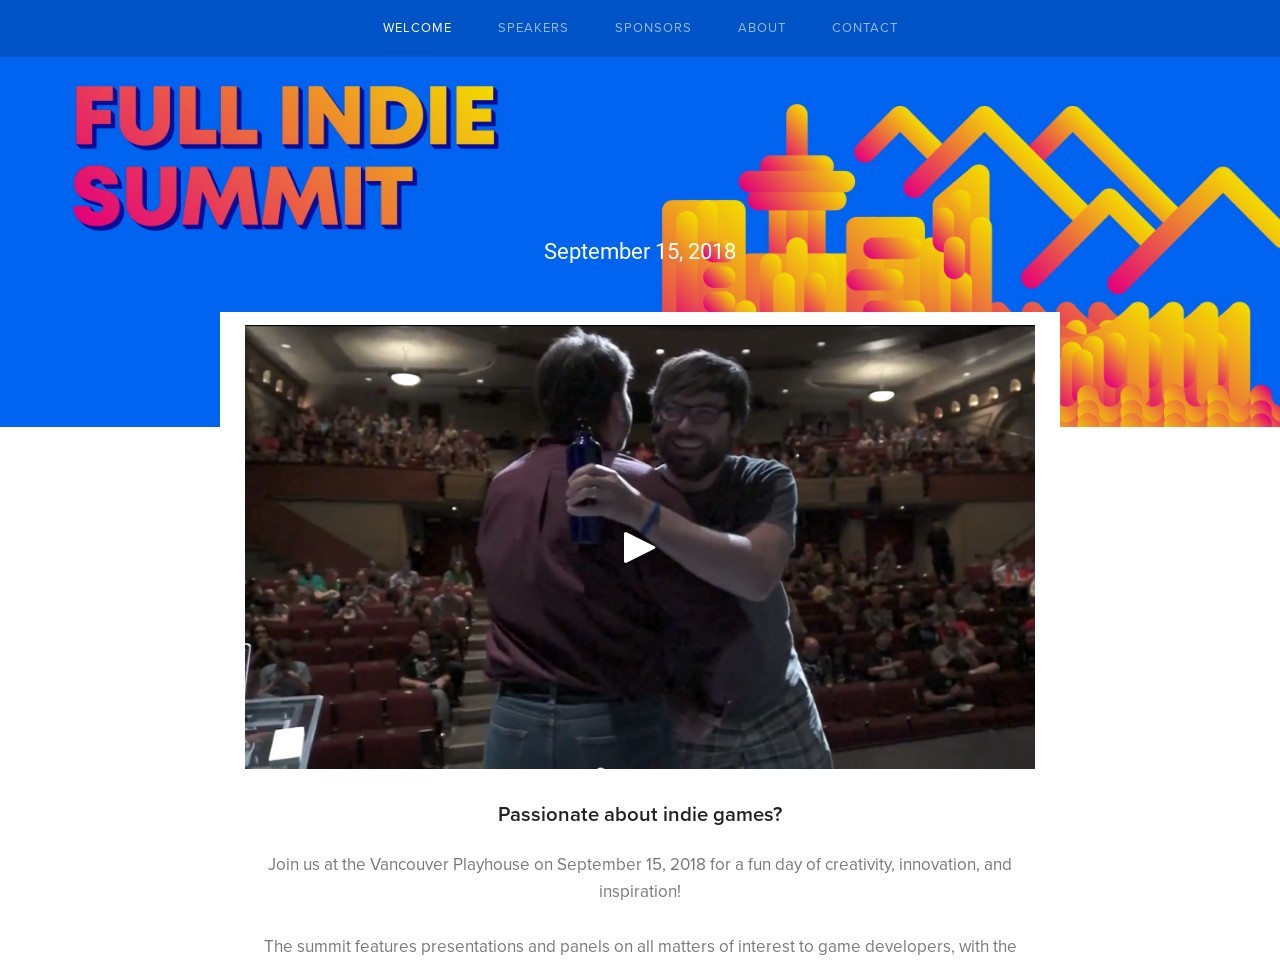 WELCOME SPEAKERS SPONSORS ABOUT CONTACT
FULL INDIE
SUMMIT
September 15, 2018
Passionate about indie games?
Join us at the Vancouver Playhouse on September 15, 2018 for a fun day of creativity, innovation, and
inspiration!
The summit features presentations and panels on all matters of interest to game developers, with the